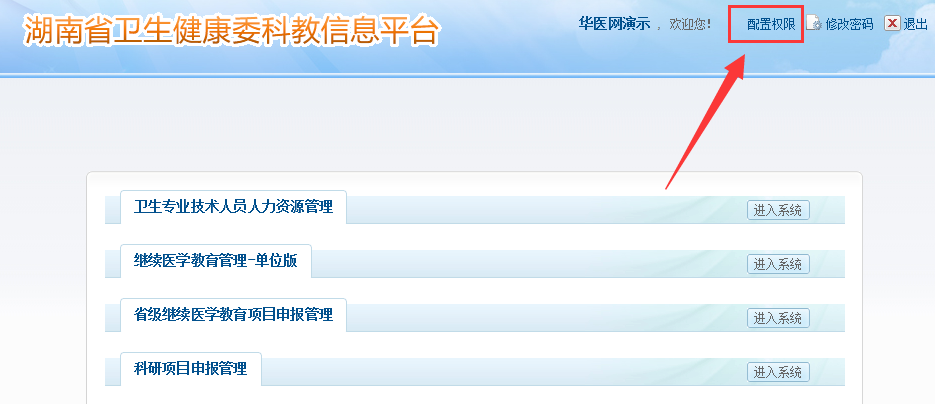 湖南省卫生健康委科教信息平台
华医网演示 ，欢迎您！ 配置权限 修改密码 退出
卫生专业技术人员人力资源管理 进入系统
继续医学教育管理-单位版 进入系统
省级继续医学教育项目申报管理 进入系统
科研项目申报管理 进入系统